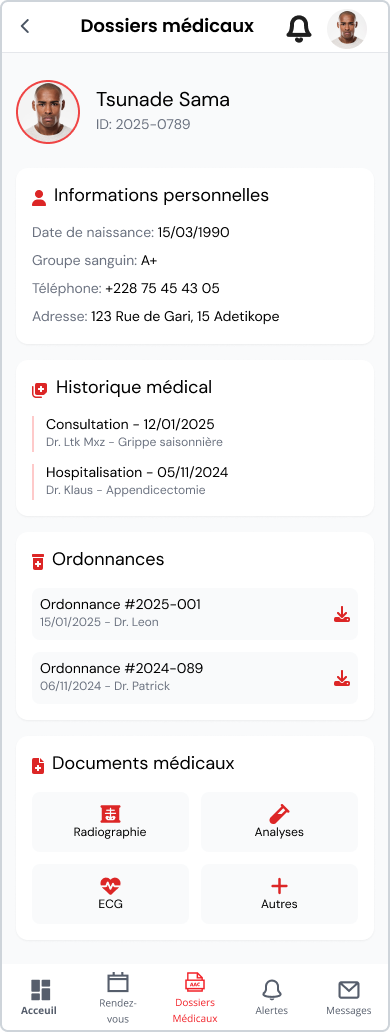 Dossiers médicaux
Tsunade Sama
ID: 2025-0789
Informations personnelles
Date de naissance: 15/03/1990
Groupe sanguin: A+
Téléphone: +228 75 45 43 05
Adresse: 123 Rue de Gari, 15 Adetikope
Historique médical
Consultation - 12/01/2025
Dr. Ltk Mxz - Grippe saisonnière
Hospitalisation - 05/11/2024
Dr. Klaus - Appendicectomie
Ordonnances
Ordonnance #2025-001
15/01/2025 - Dr. Leon
Ordonnance #2024-089
06/11/2024 - Dr. Patrick
Documents médicaux
Radiographie
Analyses
ECG
Autres
Acceuil
Rendez-
vous
Dossiers
Médicaux
Alertes
Messages